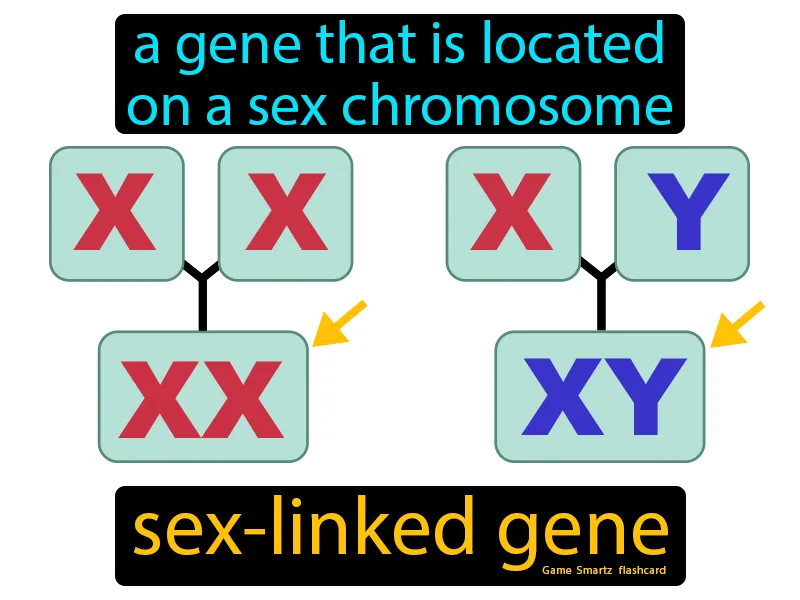 a gene that is located
on a sex chromosome
X X X Y
XX XY
sex-linked gene
Game Smartz flashcard